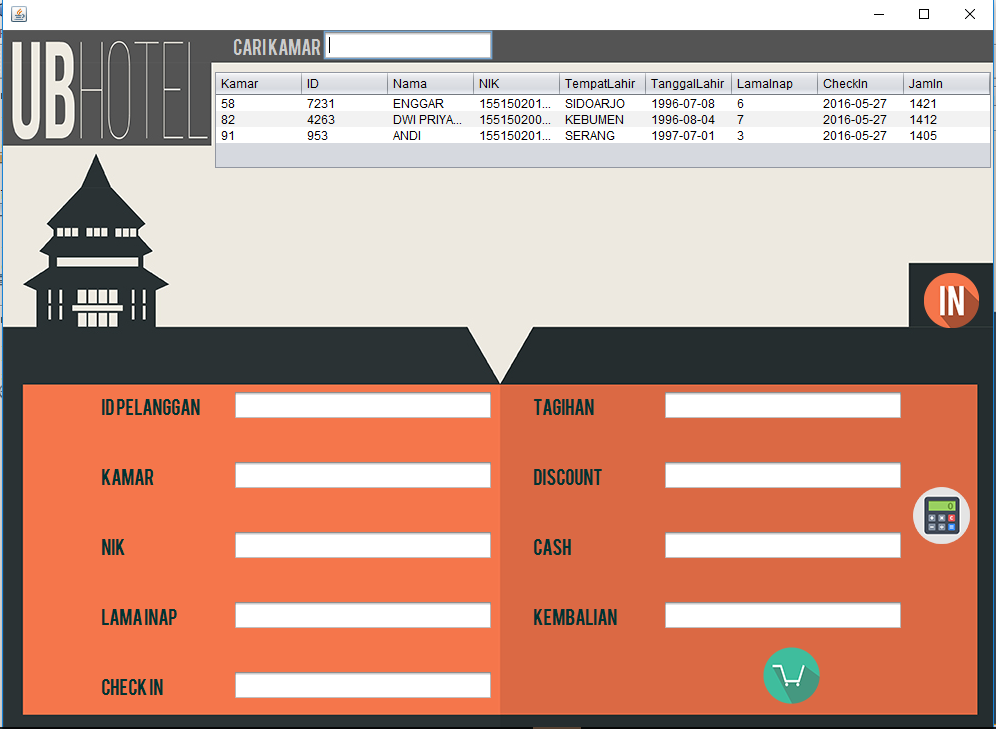 UB HOTEL
CARI KAMAR
Kamar ID Nama NIK TempatLahir TanggalLahir LamaInap CheckIn JamIn
58 7231 ENGGAR 155150201... SIDOARJO 1996-07-08 6 2016-05-27 1421
82 4263 DWI PRIYA... 155150200... KEBUMEN 1996-08-04 7 2016-05-27 1412
91 953 ANDI 155150201... SERANG 1997-07-01 3 2016-05-27 1405
IN
ID PELANGGAN
KAMAR
NIK
LAMA INAP
CHECK IN
TAGIHAN
DISCOUNT
CASH
KEMBALIAN